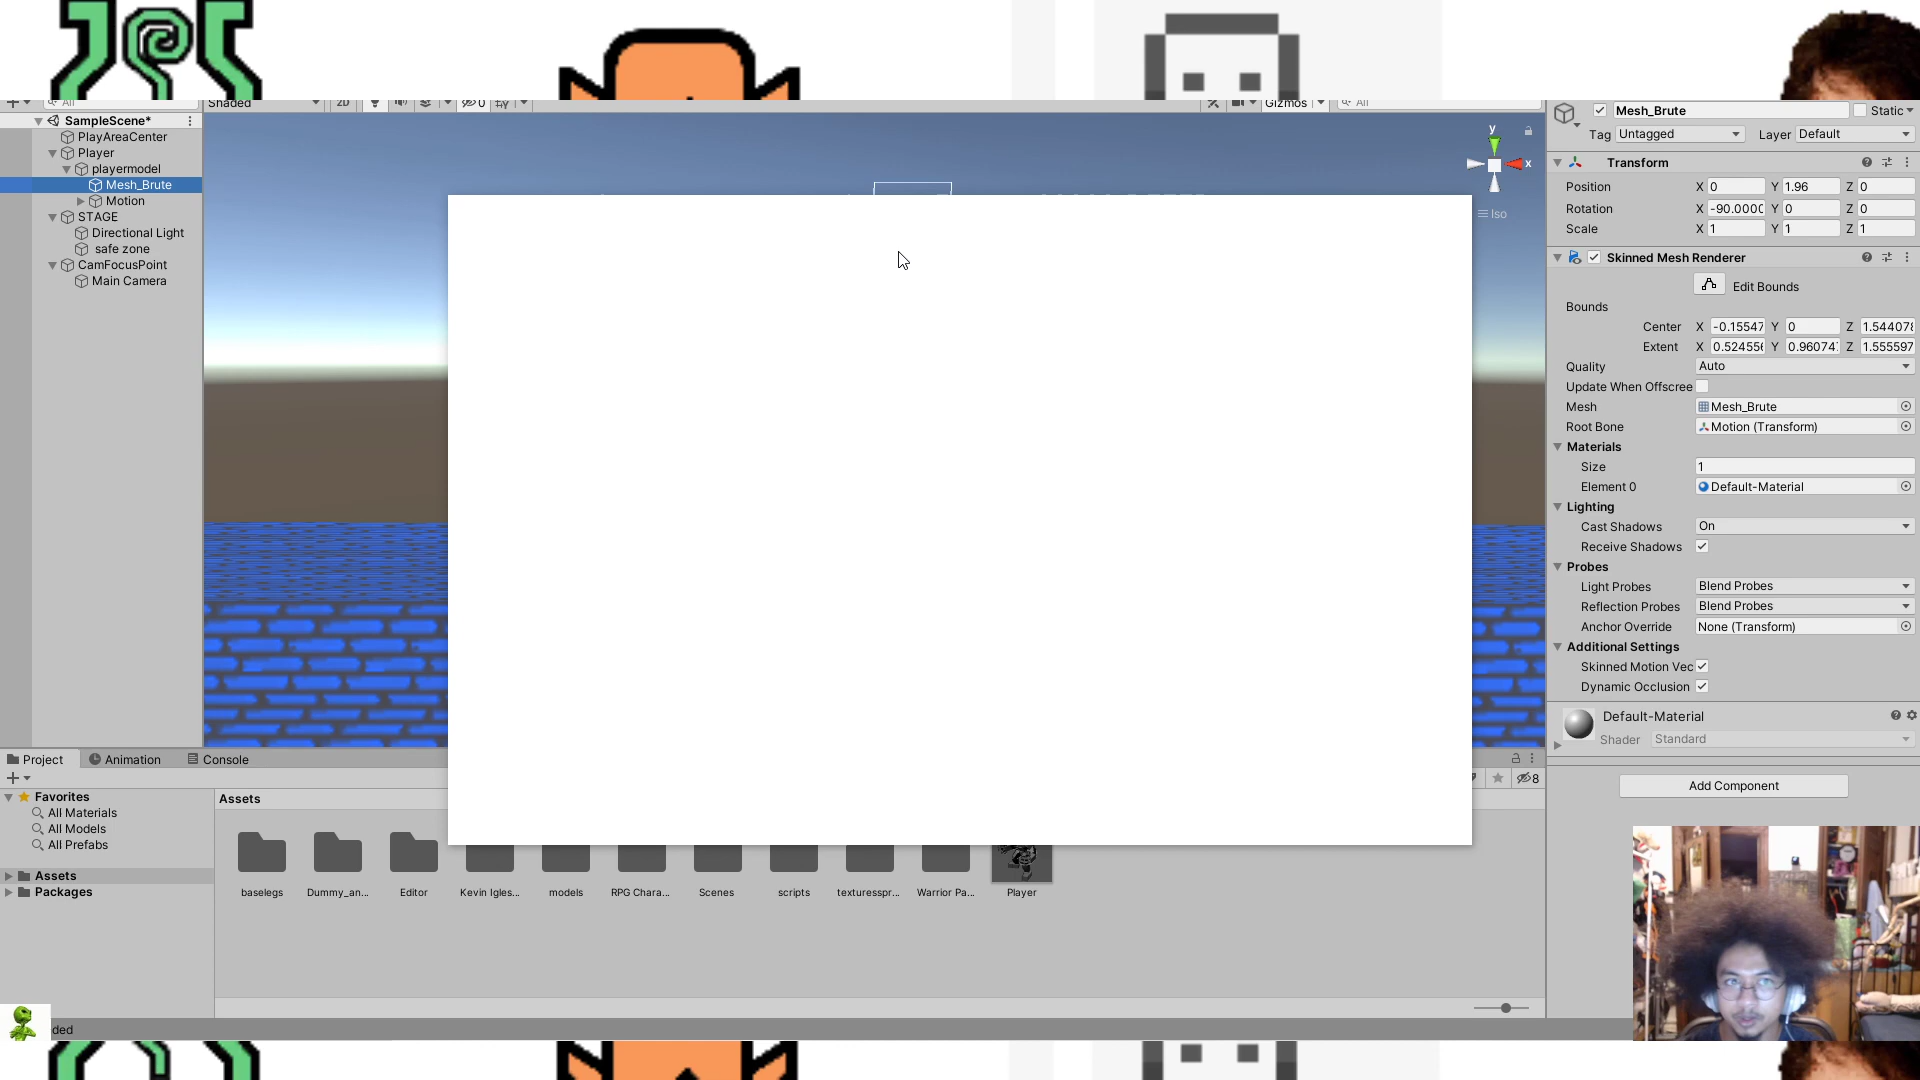 All
Shaded
2D
0
Gizmos
All
SampleScene*
PlayAreaCenter
Player
playermodel
Mesh_Brute
Motion
STAGE
Directional Light
safe zone
CamFocusPoint
Main Camera
y
x
Iso
Mesh_Brute
Static
Tag Untagged Layer Default
Transform
Position X 0 Y 1.96 Z 0
Rotation X -90.0000 Y 0 Z 0
Scale X 1 Y 1 Z 1
Skinned Mesh Renderer
Edit Bounds
Bounds
Center X -0.15547 Y 0 Z 1.54407
Extent X 0.524556 Y 0.960747 Z 1.555597
Quality Auto
Update When Offscree
Mesh Mesh_Brute
Root Bone Motion (Transform)
Materials
Size 1
Element 0 Default-Material
Lighting
Cast Shadows On
Receive Shadows
Probes
Light Probes Blend Probes
Reflection Probes Blend Probes
Anchor Override None (Transform)
Additional Settings
Skinned Motion Vec
Dynamic Occlusion
Default-Material
Shader Standard
Add Component
Project Animation Console
8
Favorites
All Materials
All Models
All Prefabs
Assets
Packages
Assets
baselegs Dummy_an... Editor Kevin Igles... models RPG Chara... Scenes scripts texturesspr... Warrior Pa... Player
ded